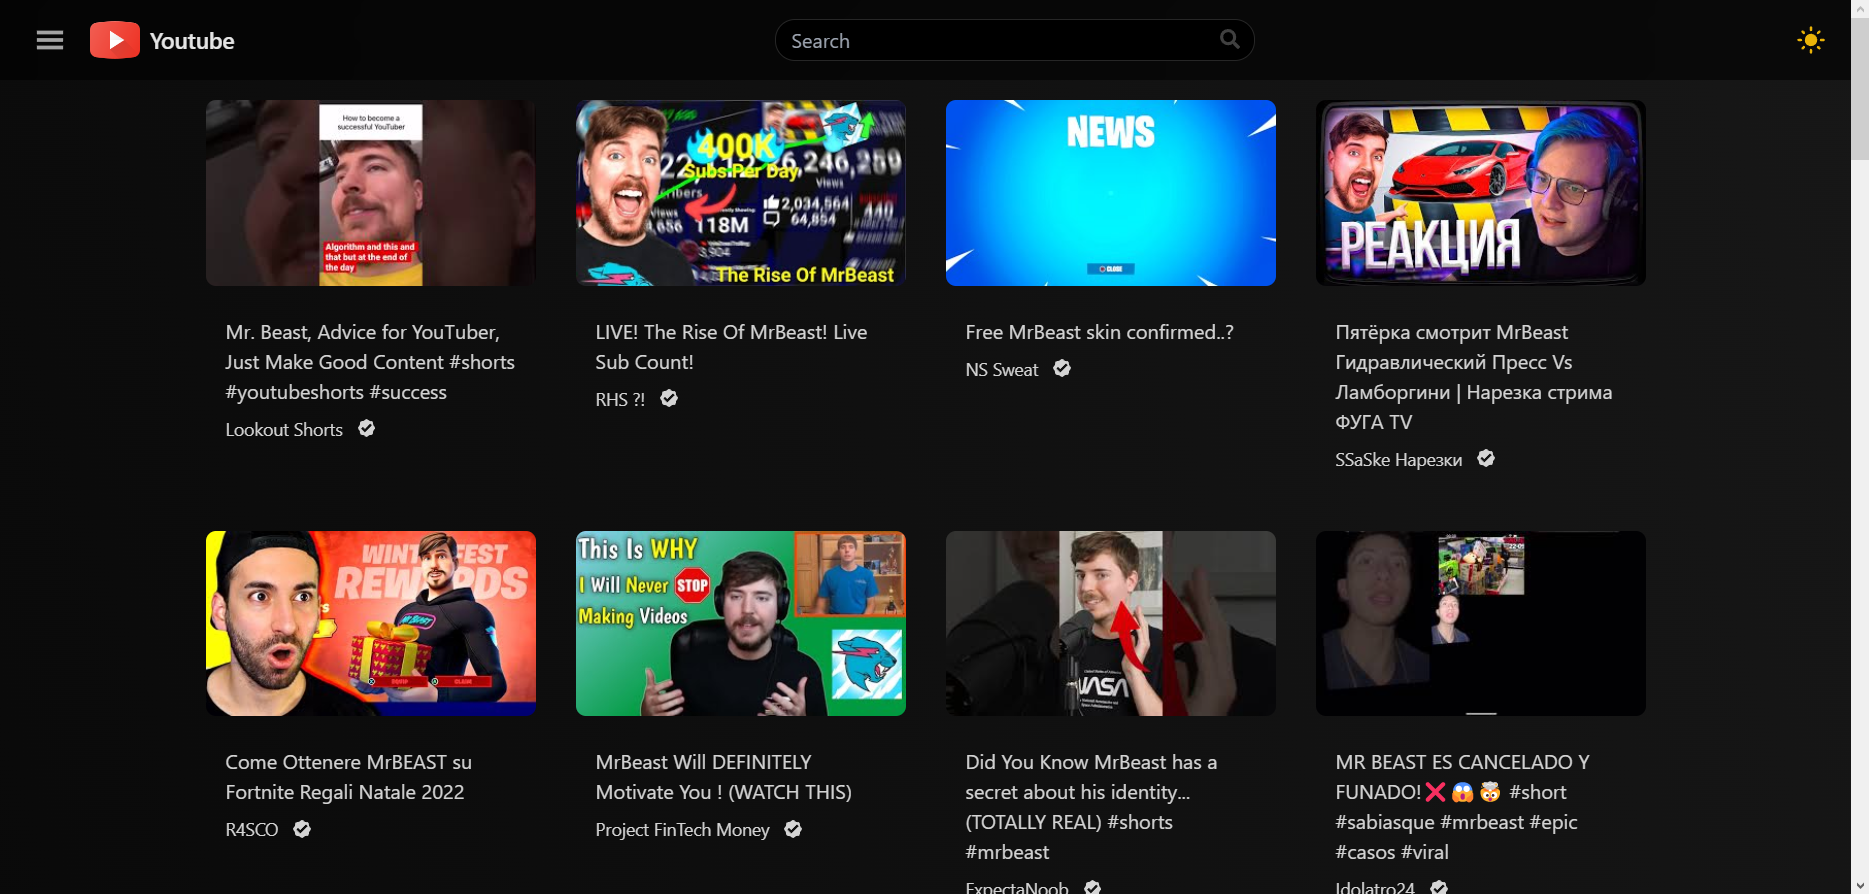 Youtube
Search
How to become a
successful YouTuber
Algorithm and this and
that but at the end of
the day
400K
Subs Per Day
6,246,259
Views
118M
2,034,564
64,894
The Rise Of MrBeast
NEWS
CLOSE
РЕАКЦИЯ
Mr. Beast, Advice for YouTuber,
Just Make Good Content #shorts
#youtubeshorts #success
Lookout Shorts
LIVE! The Rise Of MrBeast! Live
Sub Count!
RHS ?!
Free MrBeast skin confirmed..?
NS Sweat
Пятёрка смотрит MrBeast
Гидравлический Пресс Vs
Ламборгини | Нарезка стрима
ФУГА TV
SSaSke Нарезки
REWARDS
This Is WHY
I Will Never STOP
Making Videos
Come Ottenere MrBEAST su
Fortnite Regali Natale 2022
R4SCO
MrBeast Will DEFINITELY
Motivate You ! (WATCH THIS)
Project FinTech Money
Did You Know MrBeast has a
secret about his identity...
(TOTALLY REAL) #shorts
#mrbeast
ExpectaNoob
MR BEAST ES CANCELADO Y
FUNADO!❌😱🤯 #short
#sabiasque #mrbeast #epic
#casos #viral
Idolatro24